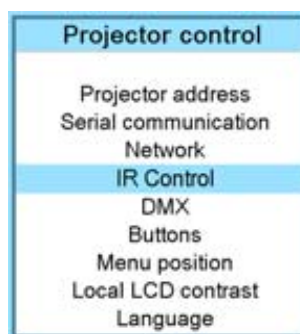 Projector control
Projector address
Serial communication
Network
IR Control
DMX
Buttons
Menu position
Local LCD contrast
Language